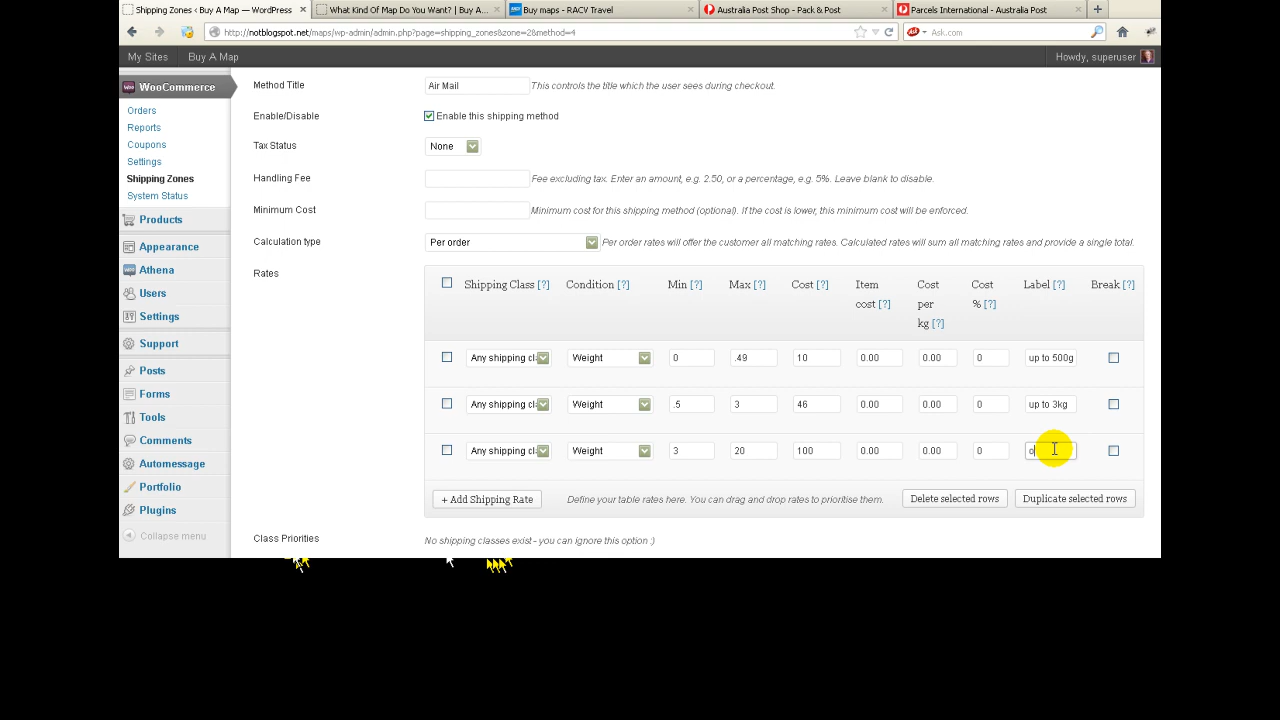 Shipping Zones ‹ Buy A Map — WordPress
What Kind Of Map Do You Want? | Buy A...
Buy maps - RACV Travel
Australia Post Shop - Pack & Post
Parcels International - Australia Post
http://notblogspot.net/maps/wp-admin/admin.php?page=shipping_zones&zone=2&method=4
Ask.com
My Sites
Buy A Map
Howdy, superuser
WooCommerce
Orders
Reports
Coupons
Settings
Shipping Zones
System Status
Products
Appearance
Athena
Users
Settings
Support
Posts
Forms
Tools
Comments
Automessage
Portfolio
Plugins
Collapse menu
Method Title Air Mail This controls the title which the user sees during checkout.
Enable/Disable Enable this shipping method
Tax Status None
Handling Fee Fee excluding tax. Enter an amount, e.g. 2.50, or a percentage, e.g. 5%. Leave blank to disable.
Minimum Cost Minimum cost for this shipping method (optional). If the cost is lower, this minimum cost will be enforced.
Calculation type Per order Per order rates will offer the customer all matching rates. Calculated rates will sum all matching rates and provide a single total.
Rates
Shipping Class [?] Condition [?] Min [?] Max [?] Cost [?] Item cost [?] Cost per kg [?] Cost % [?] Label [?] Break [?]
Any shipping cl Weight 0 .49 10 0.00 0.00 0 up to 500g
Any shipping cl Weight .5 3 46 0.00 0.00 0 up to 3kg
Any shipping cl Weight 3 20 100 0.00 0.00 0 o
+ Add Shipping Rate Define your table rates here. You can drag and drop rates to prioritise them. Delete selected rows Duplicate selected rows
Class Priorities No shipping classes exist - you can ignore this option :)